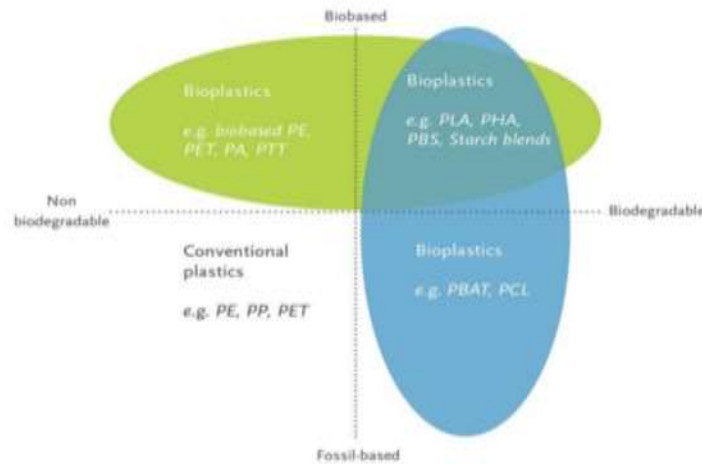 Biobased
Bioplastics
e.g. biobased PE,
PET, PA, PTT
Bioplastics
e.g. PLA, PHA,
PBS, Starch blends
Non
biodegradable
Biodegradable
Conventional
plastics
e.g. PE, PP, PET
Bioplastics
e.g. PBAT, PCL
Fossil-based